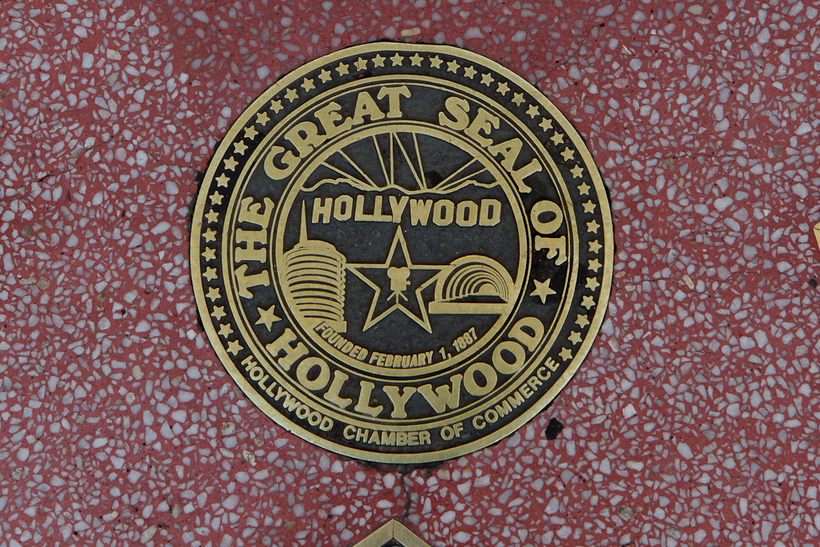 THE GREAT SEAL OF
HOLLYWOOD
HOLLYWOOD
FOUNDED FEBRUARY 1, 1887
HOLLYWOOD CHAMBER OF COMMERCE